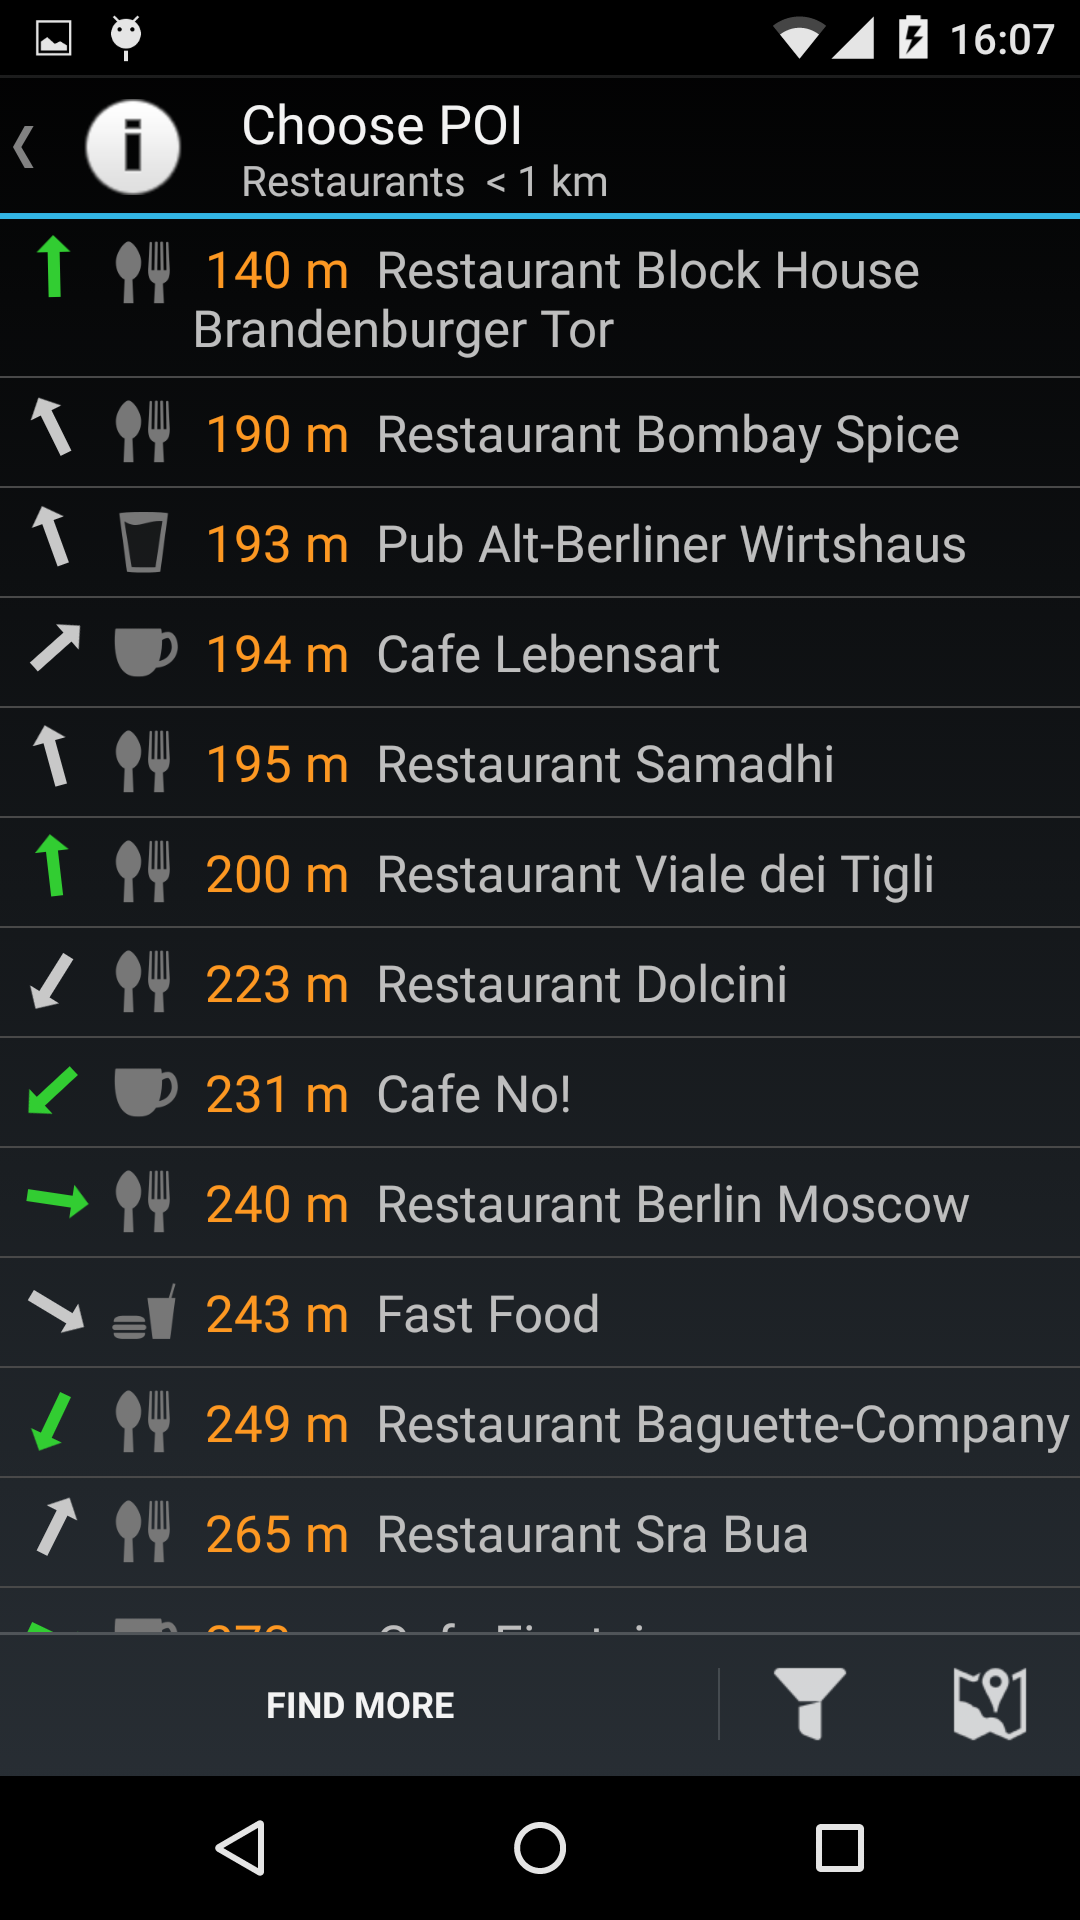 16:07
Choose POI
Restaurants < 1 km
140 m Restaurant Block House
Brandenburger Tor
190 m Restaurant Bombay Spice
193 m Pub Alt-Berliner Wirtshaus
194 m Cafe Lebensart
195 m Restaurant Samadhi
200 m Restaurant Viale dei Tigli
223 m Restaurant Dolcini
231 m Cafe No!
240 m Restaurant Berlin Moscow
243 m Fast Food
249 m Restaurant Baguette-Company
265 m Restaurant Sra Bua
FIND MORE